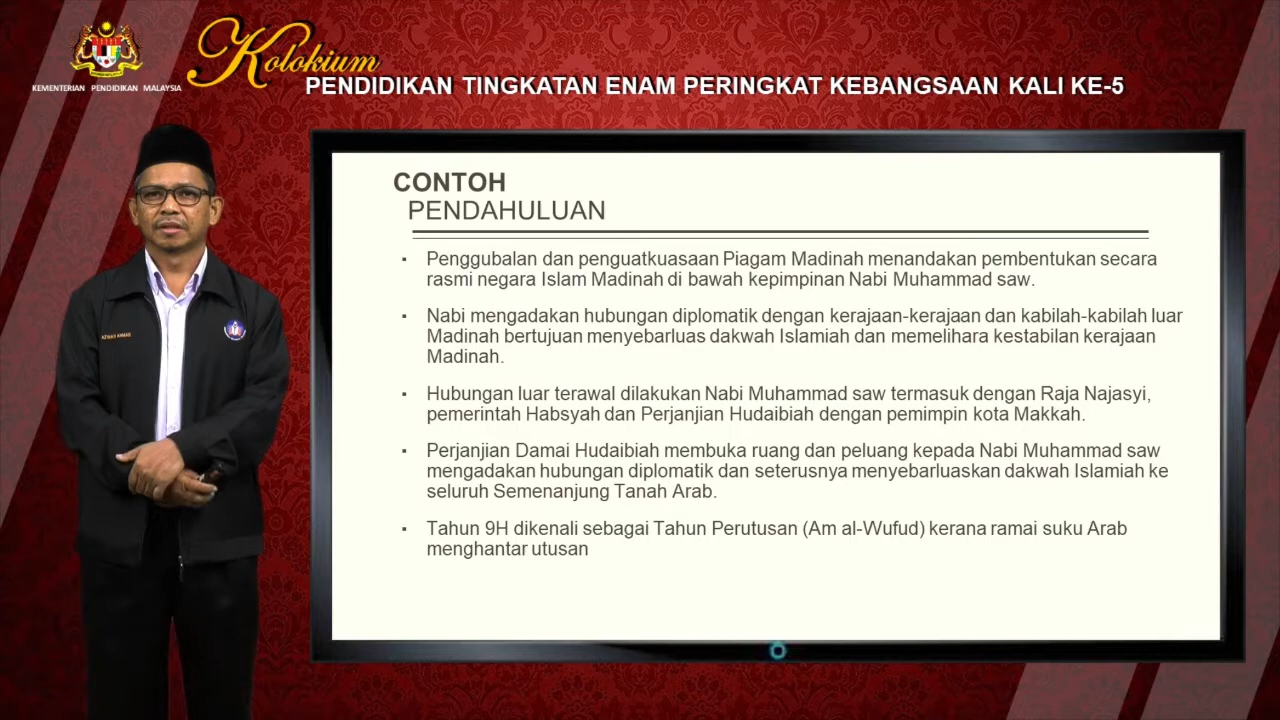 Kolokium
KEMENTERIAN PENDIDIKAN MALAYSIA
PENDIDIKAN TINGKATAN ENAM PERINGKAT KEBANGSAAN KALI KE-5
CONTOH
PENDAHULUAN
▪ Penggubalan dan penguatkuasaan Piagam Madinah menandakan pembentukan secara
rasmi negara Islam Madinah di bawah kepimpinan Nabi Muhammad saw.
▪ Nabi mengadakan hubungan diplomatik dengan kerajaan-kerajaan dan kabilah-kabilah luar
Madinah bertujuan menyebarluas dakwah Islamiah dan memelihara kestabilan kerajaan
Madinah.
▪ Hubungan luar terawal dilakukan Nabi Muhammad saw termasuk dengan Raja Najasyi,
pemerintah Habsyah dan Perjanjian Hudaibiah dengan pemimpin kota Makkah.
▪ Perjanjian Damai Hudaibiah membuka ruang dan peluang kepada Nabi Muhammad saw
mengadakan hubungan diplomatik dan seterusnya menyebarluaskan dakwah Islamiah ke
seluruh Semenanjung Tanah Arab.
▪ Tahun 9H dikenali sebagai Tahun Perutusan (Am al-Wufud) kerana ramai suku Arab
menghantar utusan